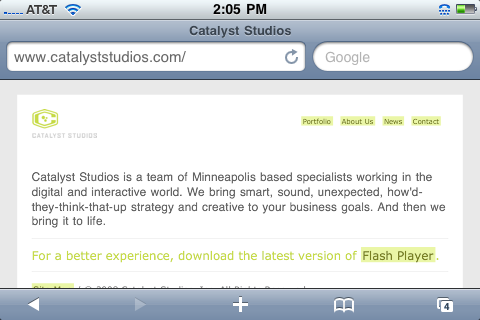 AT&T 2:05 PM
Catalyst Studios
www.catalyststudios.com/ Google
Portfolio About Us News Contact
CATALYST STUDIOS
Catalyst Studios is a team of Minneapolis based specialists working in the
digital and interactive world. We bring smart, sound, unexpected, how'd-
they-think-that-up strategy and creative to your business goals. And then we
bring it to life.
For a better experience, download the latest version of Flash Player.
4